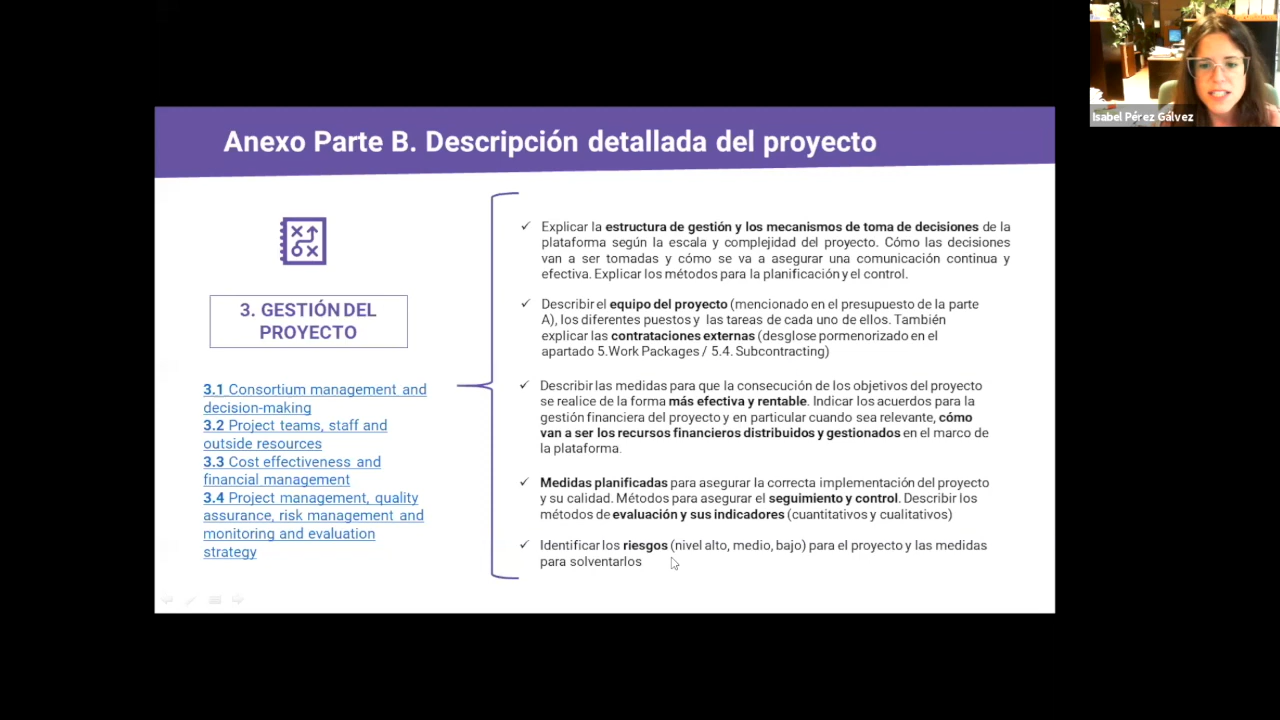 Isabel Pérez Gálvez
Anexo Parte B. Descripción detallada del proyecto
3. GESTIÓN DEL
PROYECTO
3.1 Consortium management and
decision-making
3.2 Project teams, staff and
outside resources
3.3 Cost effectiveness and
financial management
3.4 Project management, quality
assurance, risk management and
monitoring and evaluation
strategy
✓ Explicar la estructura de gestión y los mecanismos de toma de decisiones de la
plataforma según la escala y complejidad del proyecto. Cómo las decisiones
van a ser tomadas y cómo se va a asegurar una comunicación continua y
efectiva. Explicar los métodos para la planificación y el control.
✓ Describir el equipo del proyecto (mencionado en el presupuesto de la parte
A), los diferentes puestos y las tareas de cada uno de ellos. También
explicar las contrataciones externas (desglose pormenorizado en el
apartado 5.Work Packages / 5.4. Subcontracting)
✓ Describir las medidas para que la consecución de los objetivos del proyecto
se realice de la forma más efectiva y rentable. Indicar los acuerdos para la
gestión financiera del proyecto y en particular cuando sea relevante, cómo
van a ser los recursos financieros distribuidos y gestionados en el marco de
la plataforma.
✓ Medidas planificadas para asegurar la correcta implementación del proyecto
y su calidad. Métodos para asegurar el seguimiento y control. Describir los
métodos de evaluación y sus indicadores (cuantitativos y cualitativos)
✓ Identificar los riesgos (nivel alto, medio, bajo) para el proyecto y las medidas
para solventarlos